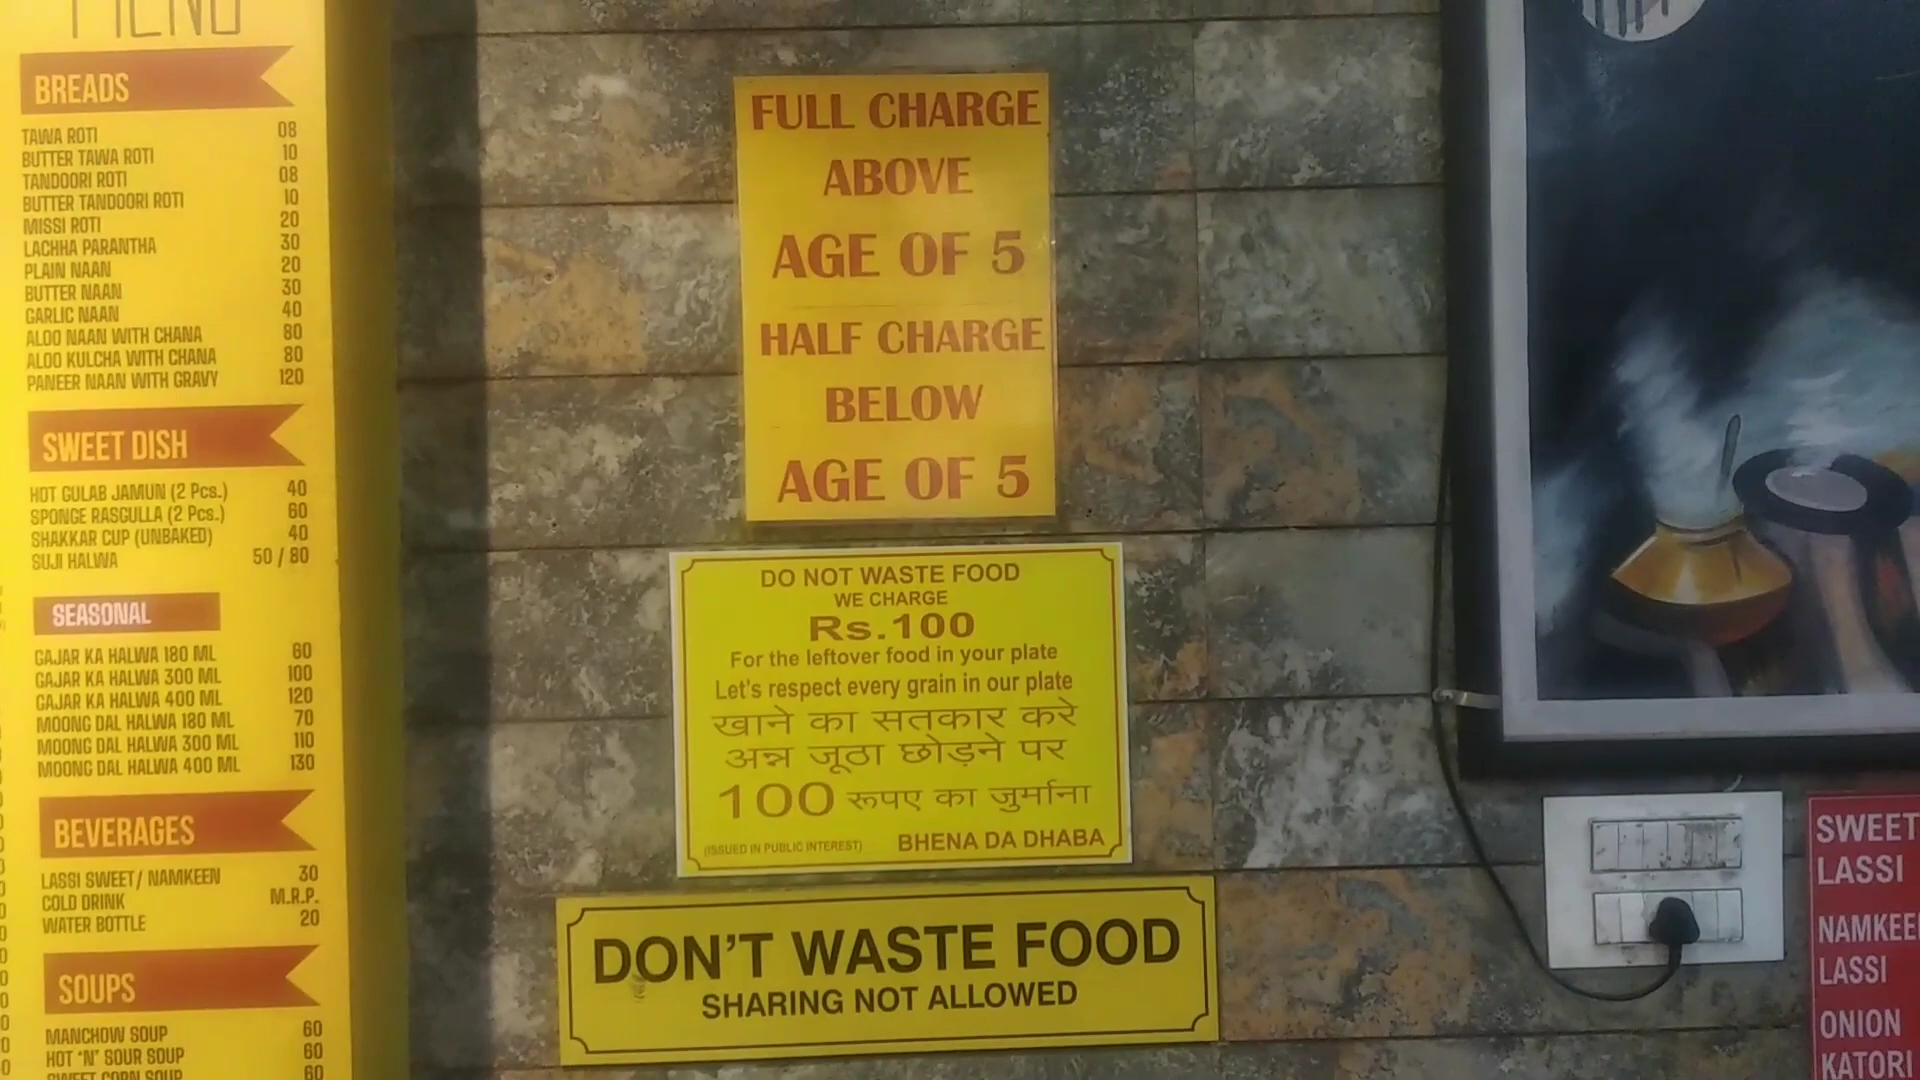 MENU
BREADS
TAWA ROTI 08
BUTTER TAWA ROTI 10
TANDOORI ROTI 08
BUTTER TANDOORI ROTI 10
MISSI ROTI 20
LACHHA PARANTHA 30
PLAIN NAAN 20
BUTTER NAAN 30
GARLIC NAAN 40
ALOO NAAN WITH CHANA 80
ALOO KULCHA WITH CHANA 80
PANEER NAAN WITH GRAVY 120
SWEET DISH
HOT GULAB JAMUN (2 Pcs.) 40
SPONGE RASGULLA (2 Pcs.) 60
SHAKKAR CUP (UNBAKED) 40
SUJI HALWA 50 / 80
SEASONAL
GAJAR KA HALWA 180 ML 60
GAJAR KA HALWA 300 ML 100
GAJAR KA HALWA 400 ML 120
MOONG DAL HALWA 180 ML 70
MOONG DAL HALWA 300 ML 110
MOONG DAL HALWA 400 ML 130
BEVERAGES
LASSI SWEET/ NAMKEEN 30
COLD DRINK M.R.P.
WATER BOTTLE 20
SOUPS
MANCHOW SOUP 60
HOT 'N' SOUR SOUP 60
SWEET CORN SOUP 60
FULL CHARGE
ABOVE
AGE OF 5
HALF CHARGE
BELOW
AGE OF 5
DO NOT WASTE FOOD
WE CHARGE
Rs.100
For the leftover food in your plate
Let's respect every grain in our plate
खाने का सतकार करे
अन्न जूठा छोड़ने पर
100 रूपए का जुर्माना
(ISSUED IN PUBLIC INTEREST) BHENA DA DHABA
DON'T WASTE FOOD
SHARING NOT ALLOWED
SWEET
LASSI
NAMKEEN
LASSI
ONION
KATORI